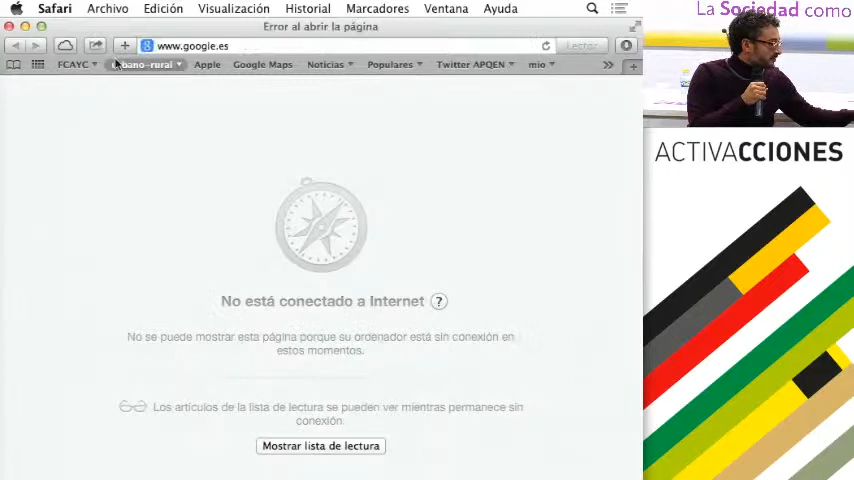 Safari Archivo Edición Visualización Historial Marcadores Ventana Ayuda
Error al abrir la página
www.google.es Lector
FCAYC urbano-rural Apple Google Maps Noticias Populares Twitter APQEN mio
No está conectado a Internet ?
No se puede mostrar esta página porque su ordenador está sin conexión en
estos momentos.
Los artículos de la lista de lectura se pueden ver mientras permanece sin
conexión.
Mostrar lista de lectura
La Sociedad como
ACTIVACCIONES